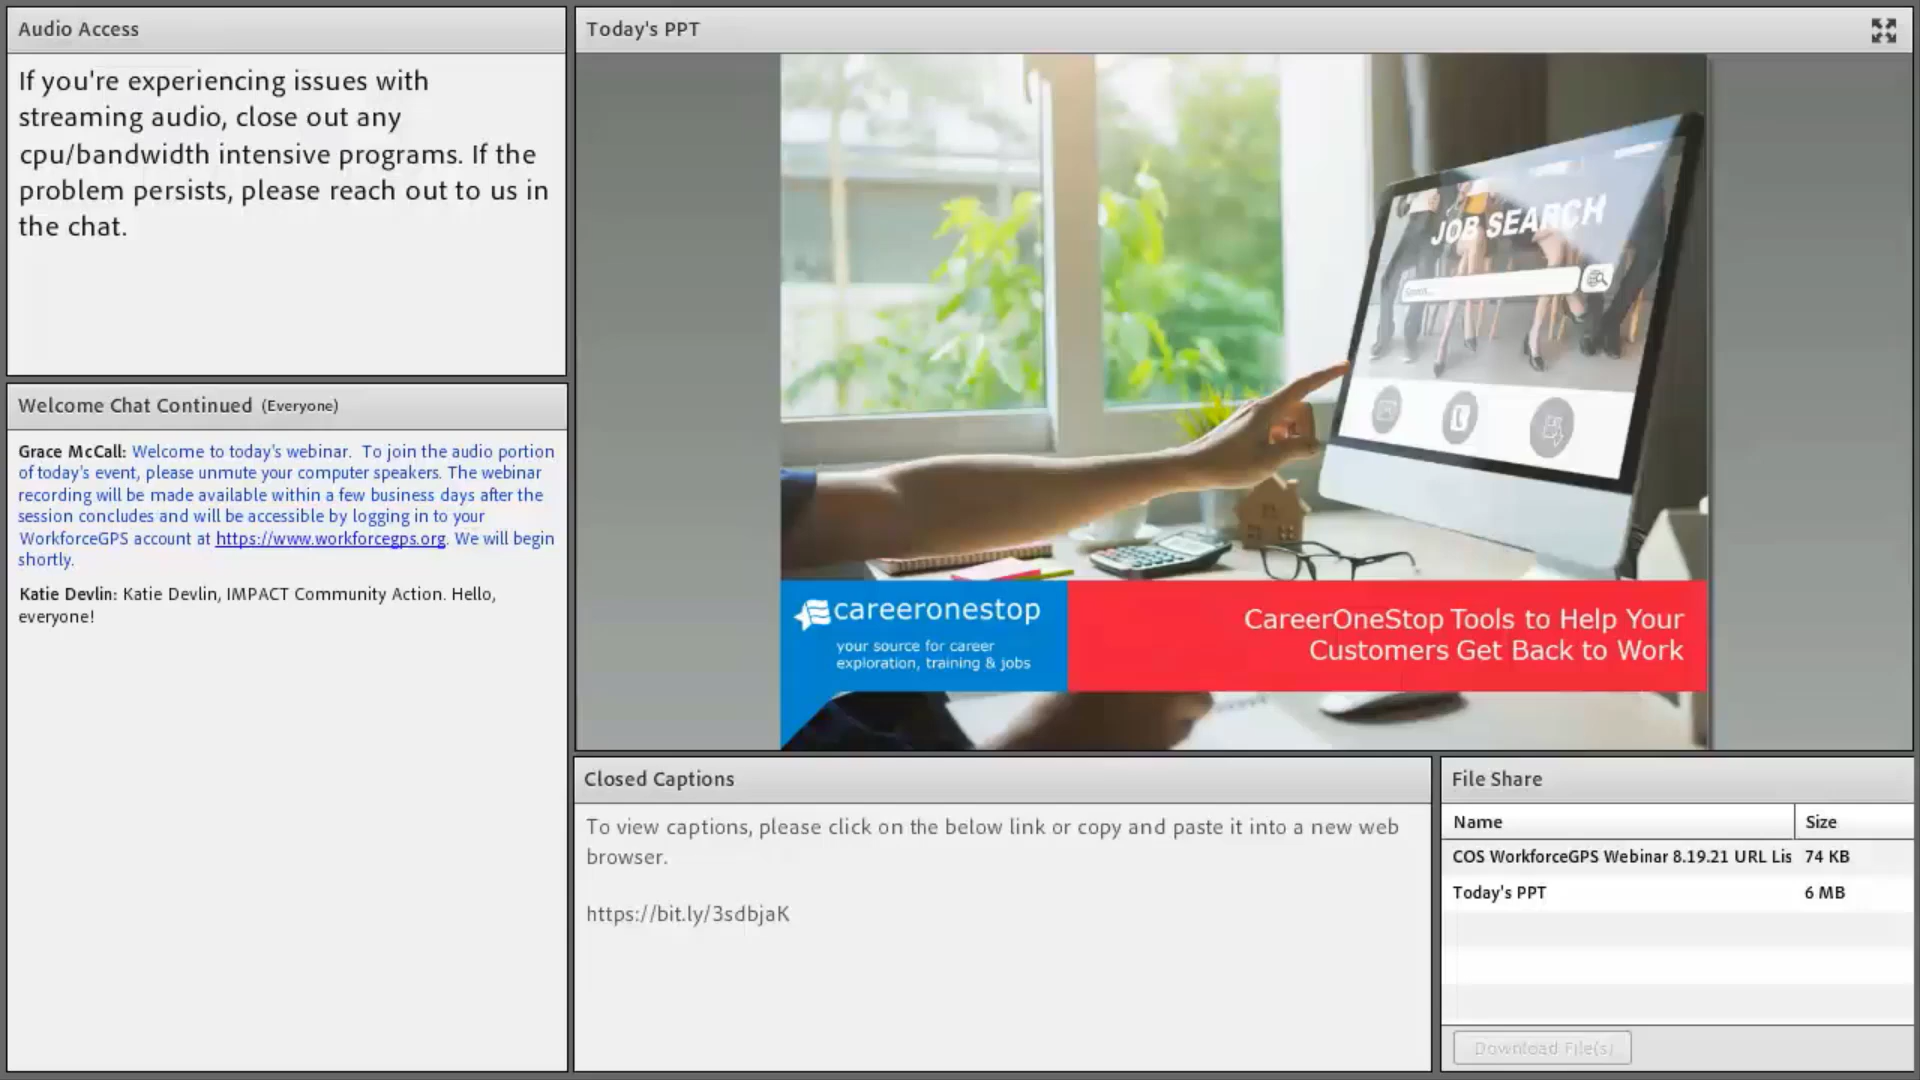 Audio Access
If you're experiencing issues with
streaming audio, close out any
cpu/bandwidth intensive programs. If the
problem persists, please reach out to us in
the chat.
Welcome Chat Continued (Everyone)
Grace McCall: Welcome to today's webinar. To join the audio portion
of today's event, please unmute your computer speakers. The webinar
recording will be made available within a few business days after the
session concludes and will be accessible by logging in to your
WorkforceGPS account at https://www.workforcegps.org. We will begin
shortly.
Katie Devlin: Katie Devlin, IMPACT Community Action. Hello,
everyone!
Today's PPT
JOB SEARCH
careeronestop
your source for career
exploration, training & jobs
CareerOneStop Tools to Help Your
Customers Get Back to Work
Closed Captions
To view captions, please click on the below link or copy and paste it into a new web
browser.
https://bit.ly/3sdbjaK
File Share
Name Size
COS WorkforceGPS Webinar 8.19.21 URL Lis 74 KB
Today's PPT 6 MB
Download File(s)